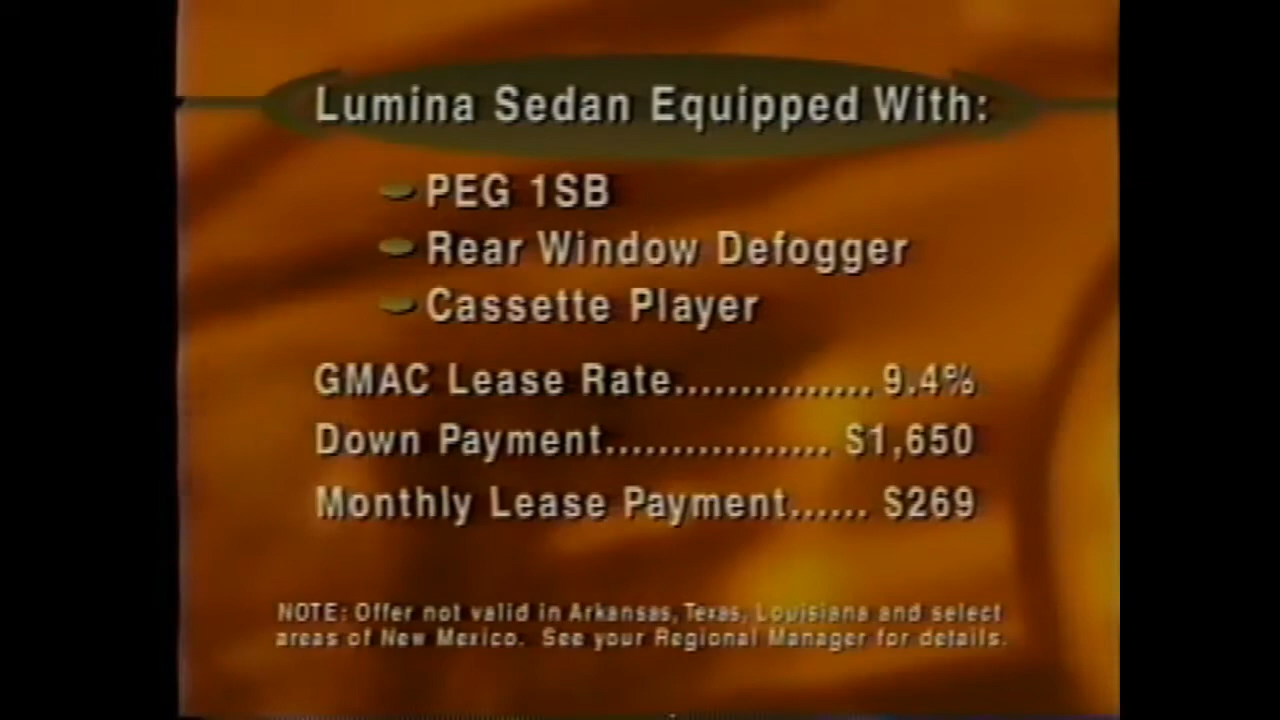 Lumina Sedan Equipped With:
PEG 1SB
Rear Window Defogger
Cassette Player
GMAC Lease Rate............... 9.4%
Down Payment................. $1,650
Monthly Lease Payment...... $269
NOTE: Offer not valid in Arkansas, Texas, Louisiana and select
areas of New Mexico. See your Regional Manager for details.